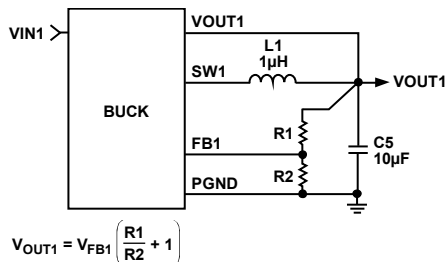 VIN1
BUCK
VOUT1
SW1
FB1
PGND
L1
1µH
VOUT1
R1
R2
C5
10µF
VOUT1 = VFB1 (R1/R2 + 1)